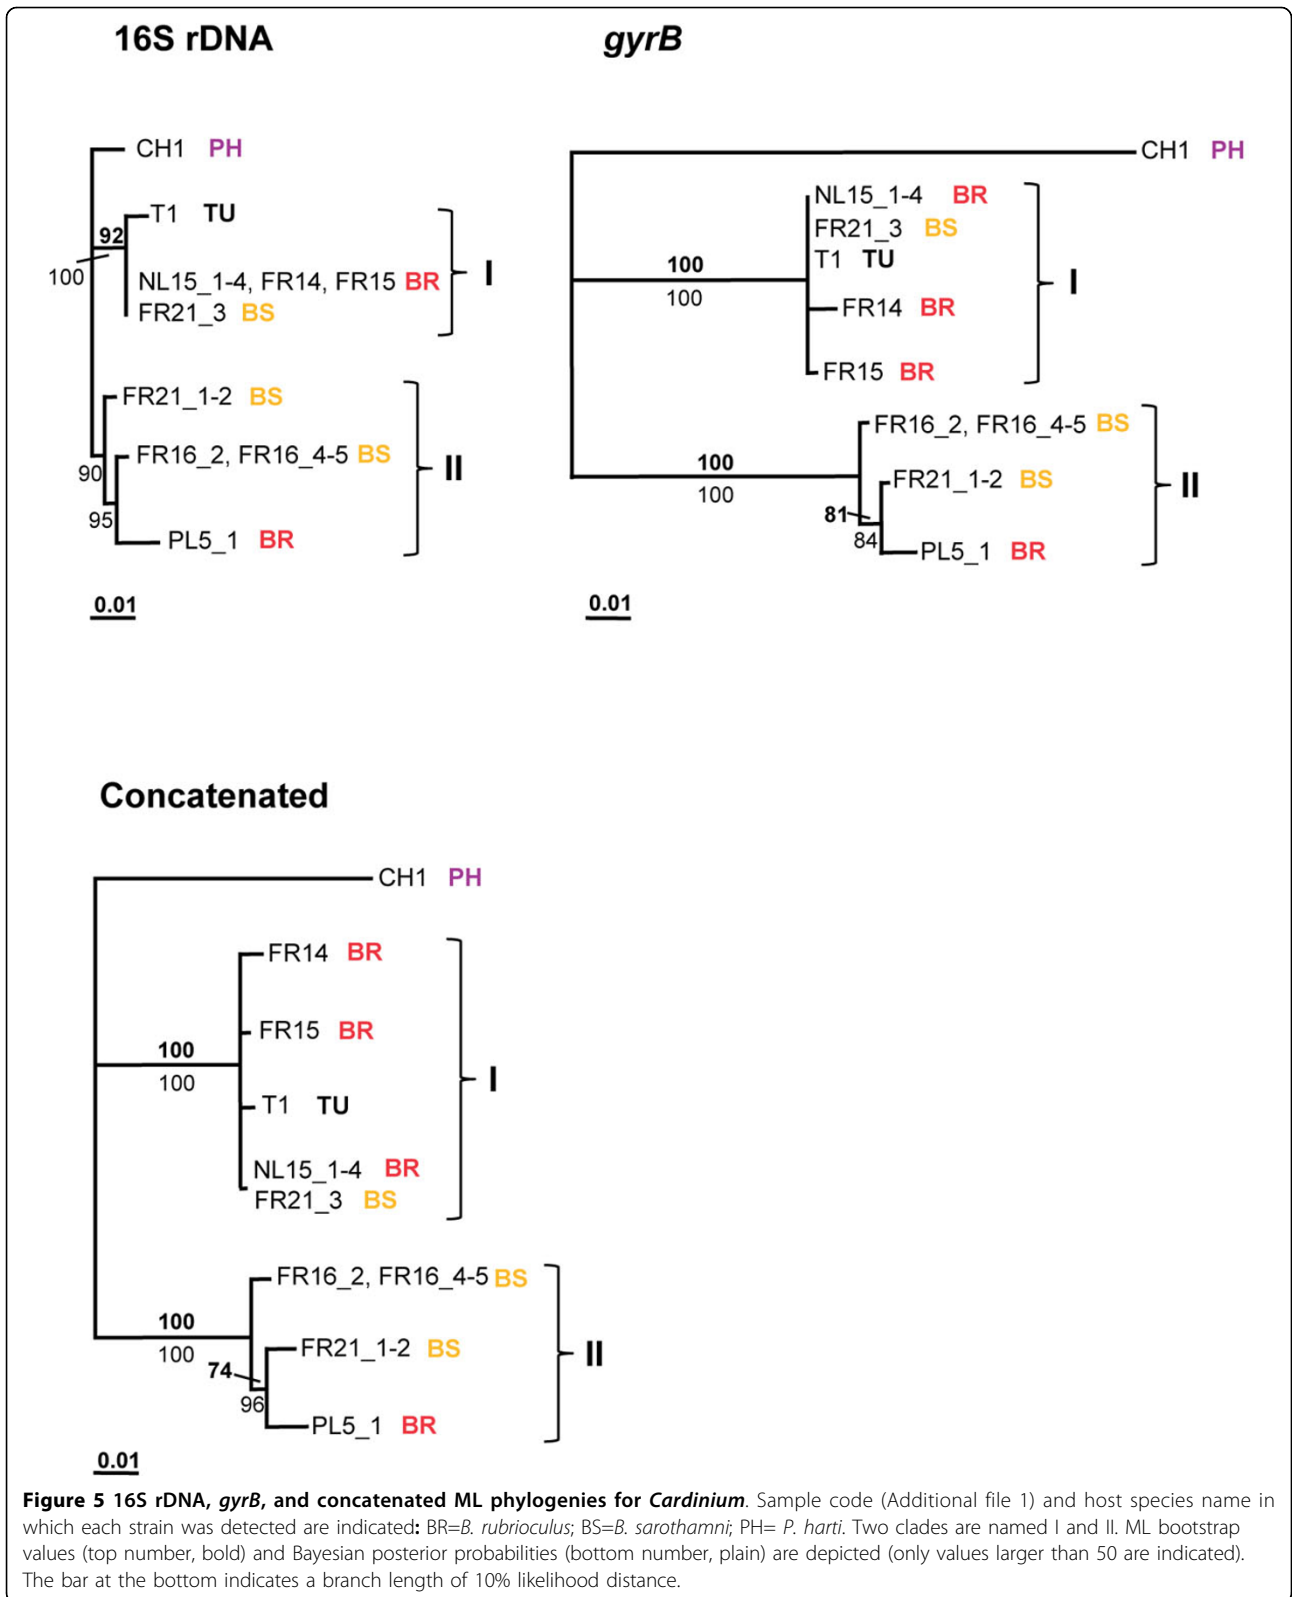 16S rDNA
CH1 PH
T1 TU
92
100
NL15_1-4, FR14, FR15 BR
FR21_3 BS
I
FR21_1-2 BS
FR16_2, FR16_4-5 BS
90
95
PL5_1 BR
II
0.01
gyrB
CH1 PH
NL15_1-4 BR
FR21_3 BS
T1 TU
100
100
FR14 BR
FR15 BR
I
FR16_2, FR16_4-5 BS
100
100
FR21_1-2 BS
81
84
PL5_1 BR
II
0.01
Concatenated
CH1 PH
FR14 BR
FR15 BR
100
100
T1 TU
NL15_1-4 BR
FR21_3 BS
I
FR16_2, FR16_4-5 BS
100
100
FR21_1-2 BS
74
96
PL5_1 BR
II
0.01
Figure 5 16S rDNA, gyrB, and concatenated ML phylogenies for Cardinium. Sample code (Additional file 1) and host species name in
which each strain was detected are indicated: BR=B. rubrioculus; BS=B. sarothamni; PH= P. harti. Two clades are named I and II. ML bootstrap
values (top number, bold) and Bayesian posterior probabilities (bottom number, plain) are depicted (only values larger than 50 are indicated).
The bar at the bottom indicates a branch length of 10% likelihood distance.